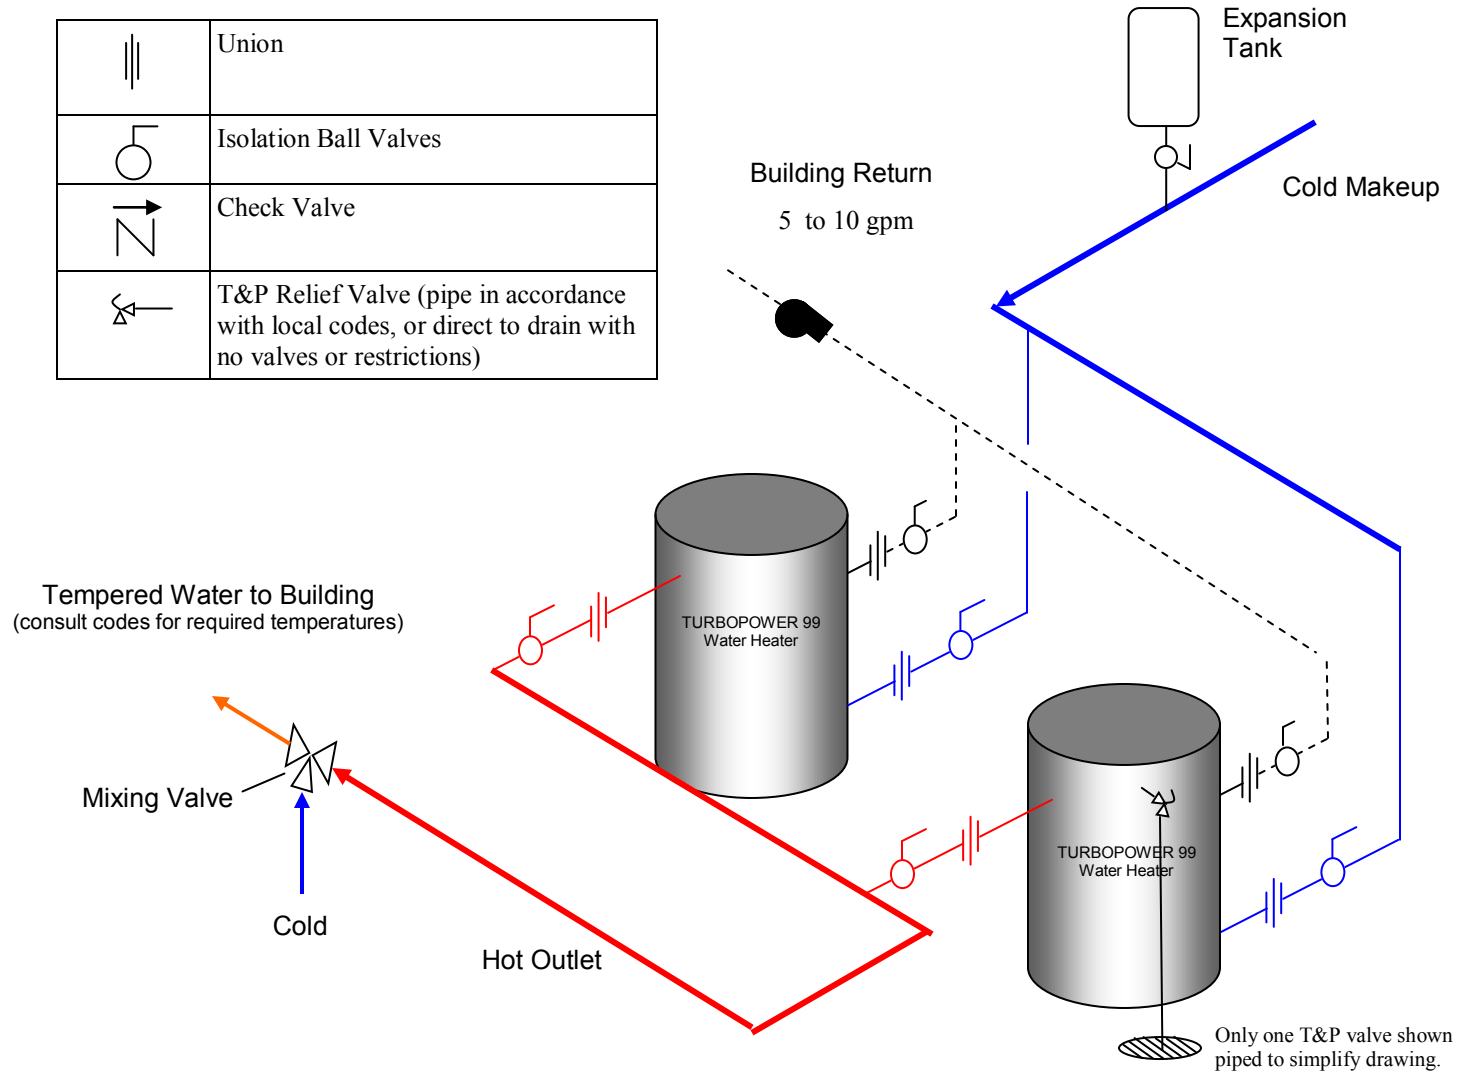 Union
Isolation Ball Valves
Check Valve
T&P Relief Valve (pipe in accordance
with local codes, or direct to drain with
no valves or restrictions)
Expansion
Tank
Building Return
5 to 10 gpm
Cold Makeup
Tempered Water to Building
(consult codes for required temperatures)
TURBOPOWER 99
Water Heater
Mixing Valve
TURBOPOWER 99
Water Heater
Cold
Hot Outlet
Only one T&P valve shown
piped to simplify drawing.